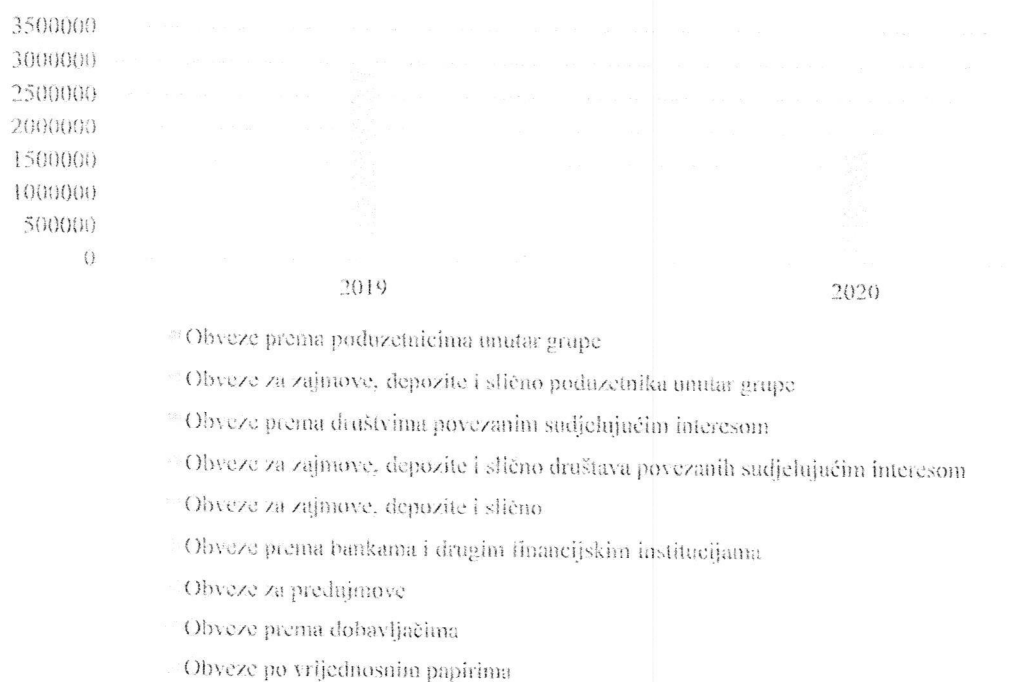 3500000
3000000
2500000
2000000
1500000
1000000
500000
0
2019
2020
Obveze prema poduzetnicima unutar grupe
Obveze za zajmove, depozite i slično poduzetnika unutar grupe
Obveze prema društvima povezanim sudjelujućim interesom
Obveze za zajmove, depozite i slično društava povezanih sudjelujućim interesom
Obveze za zajmove, depozite i slično
Obveze prema bankama i drugim financijskim institucijama
Obveze za predujmove
Obveze prema dobavljačima
Obveze po vrijednosnim papirima